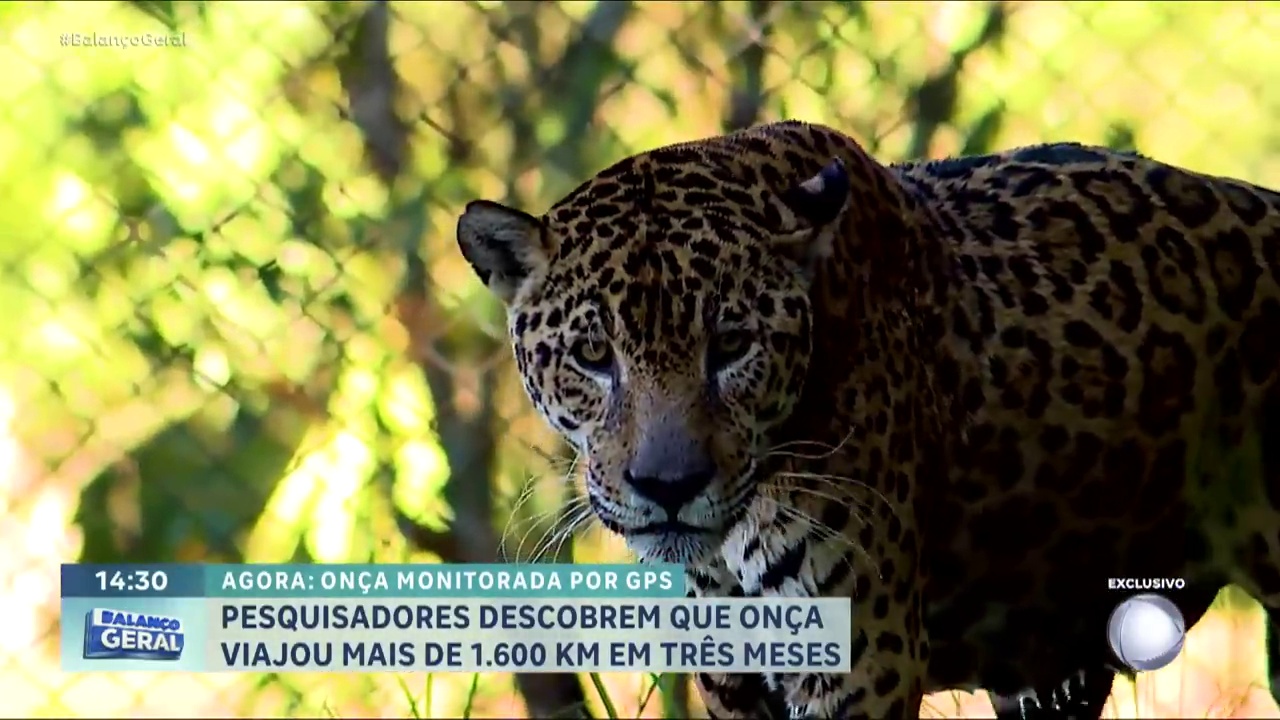 #BalançoGeral
14:30
AGORA: ONÇA MONITORADA POR GPS
BALANÇO
GERAL
PESQUISADORES DESCOBREM QUE ONÇA
VIAJOU MAIS DE 1.600 KM EM TRÊS MESES
EXCLUSIVO